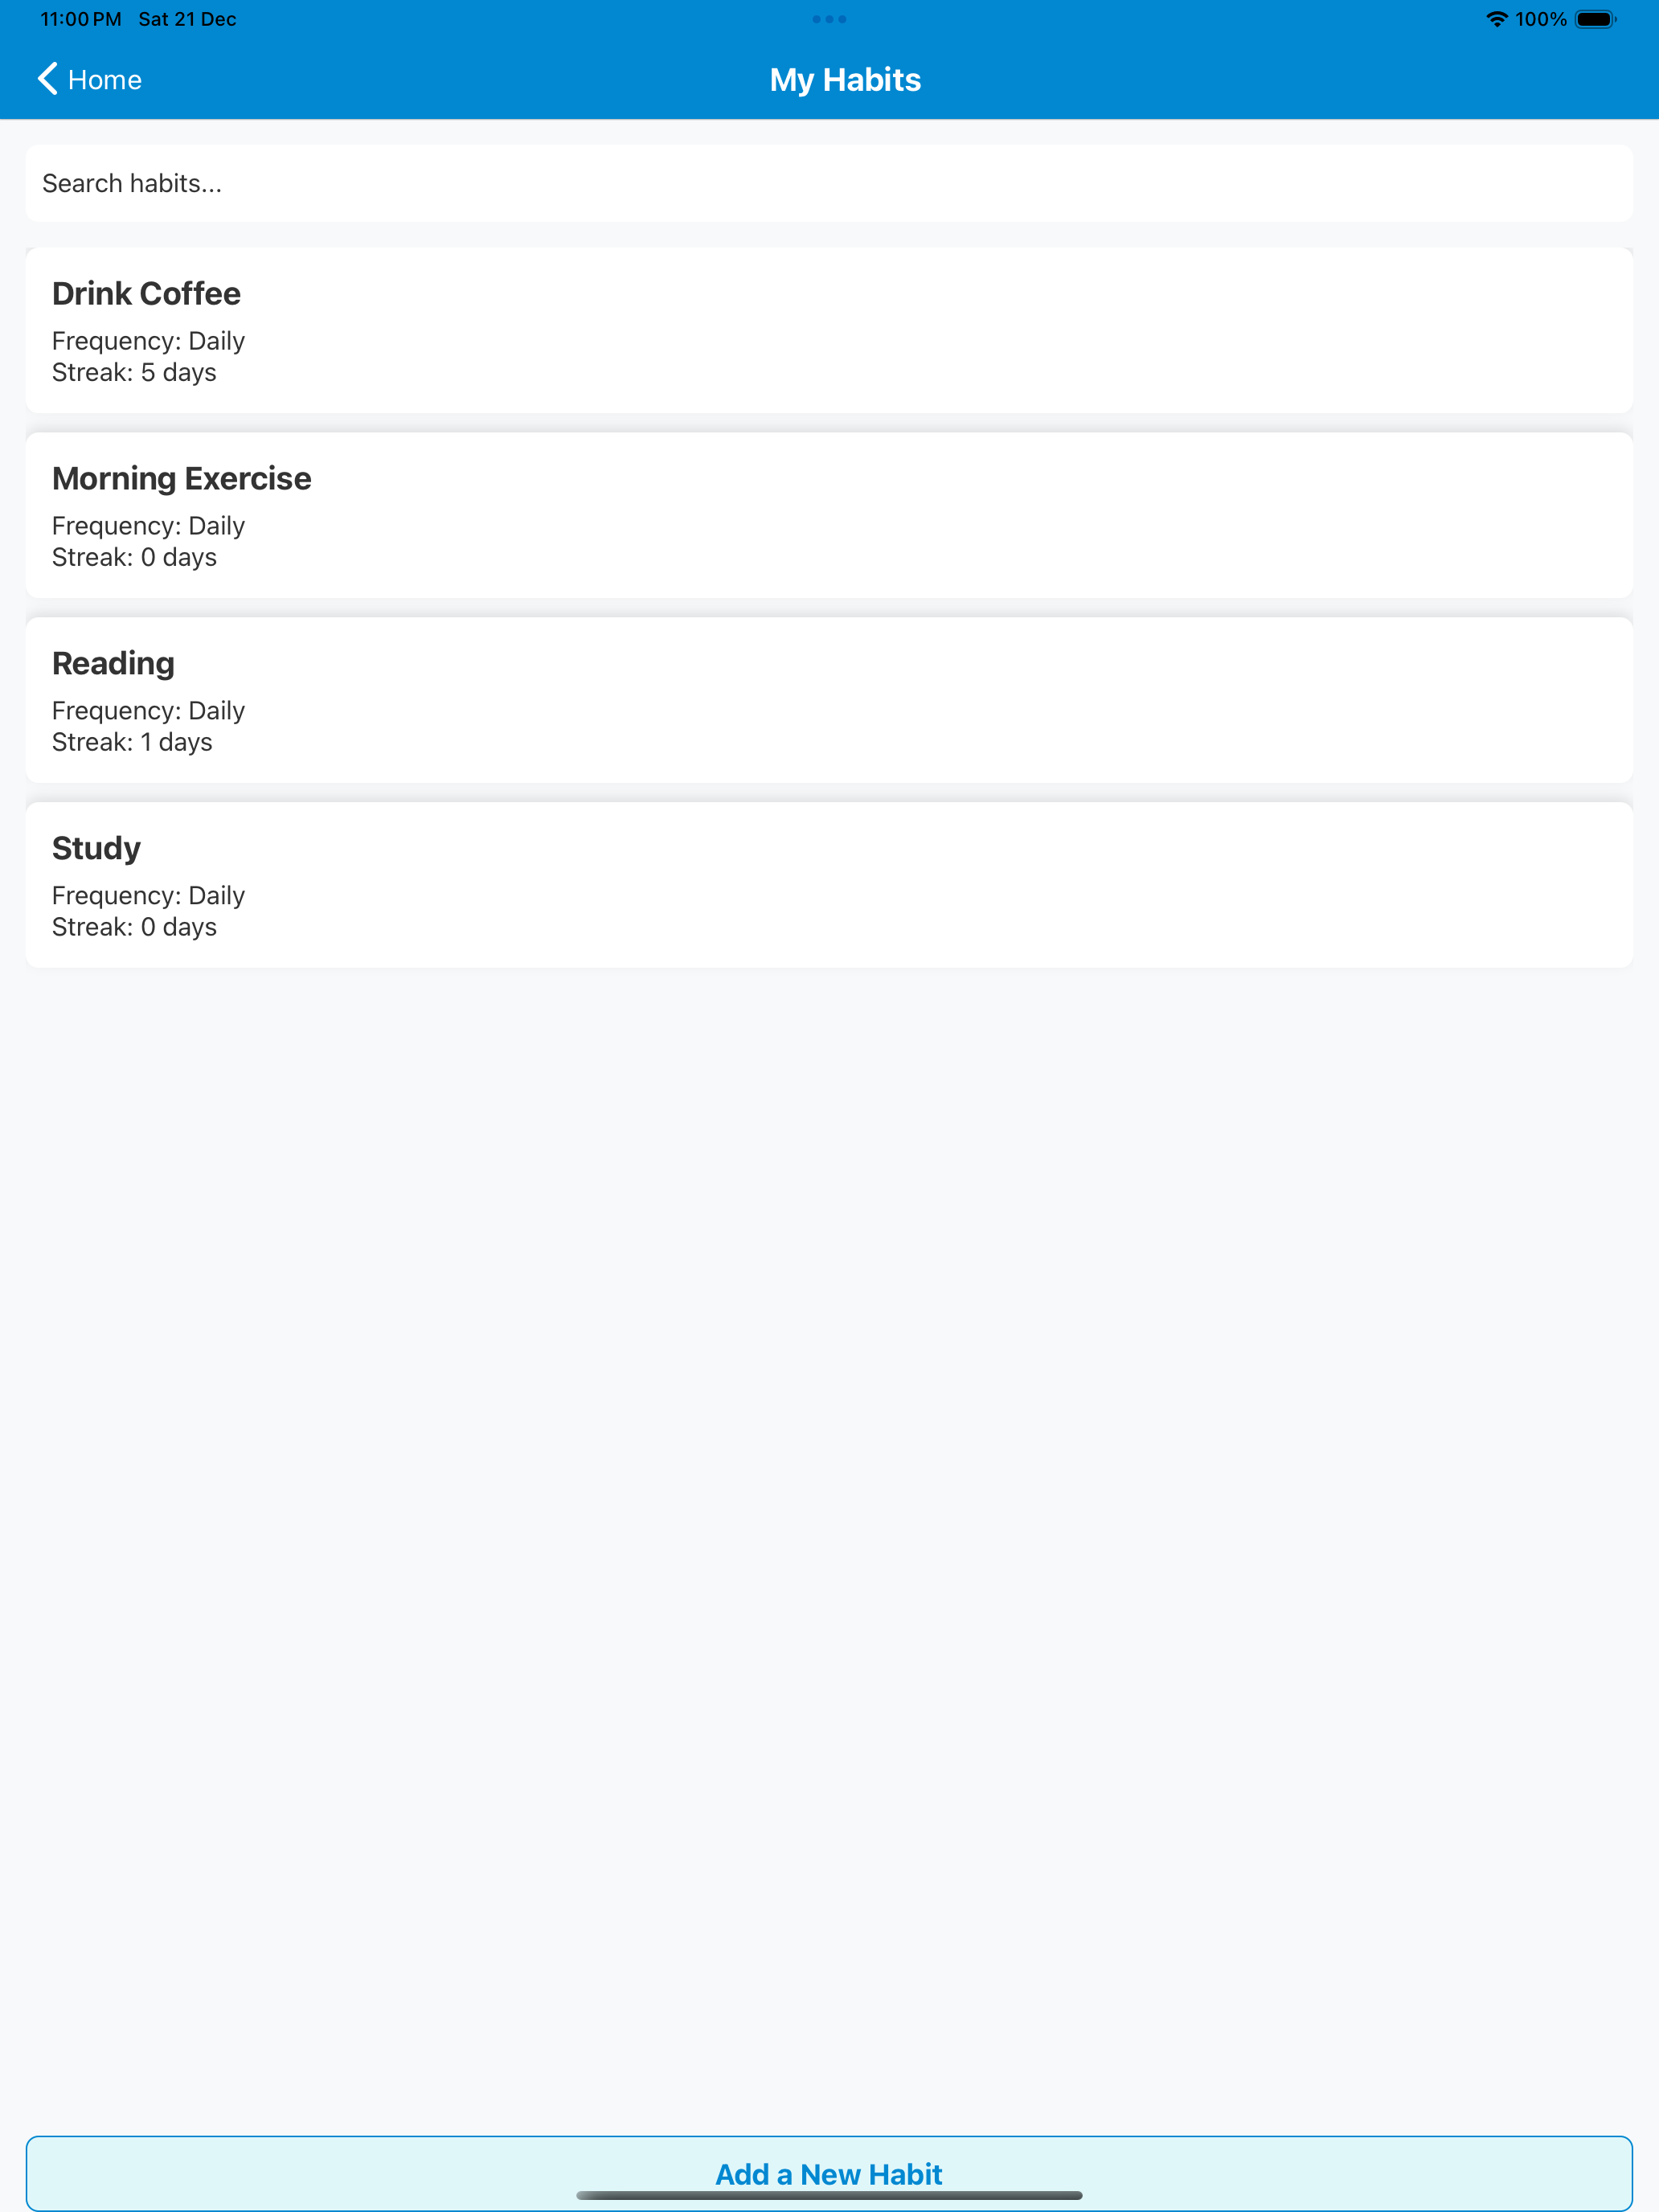 11:00 PM Sat 21 Dec 100%
Home My Habits
Search habits...
Drink Coffee
Frequency: Daily
Streak: 5 days
Morning Exercise
Frequency: Daily
Streak: 0 days
Reading
Frequency: Daily
Streak: 1 days
Study
Frequency: Daily
Streak: 0 days
Add a New Habit